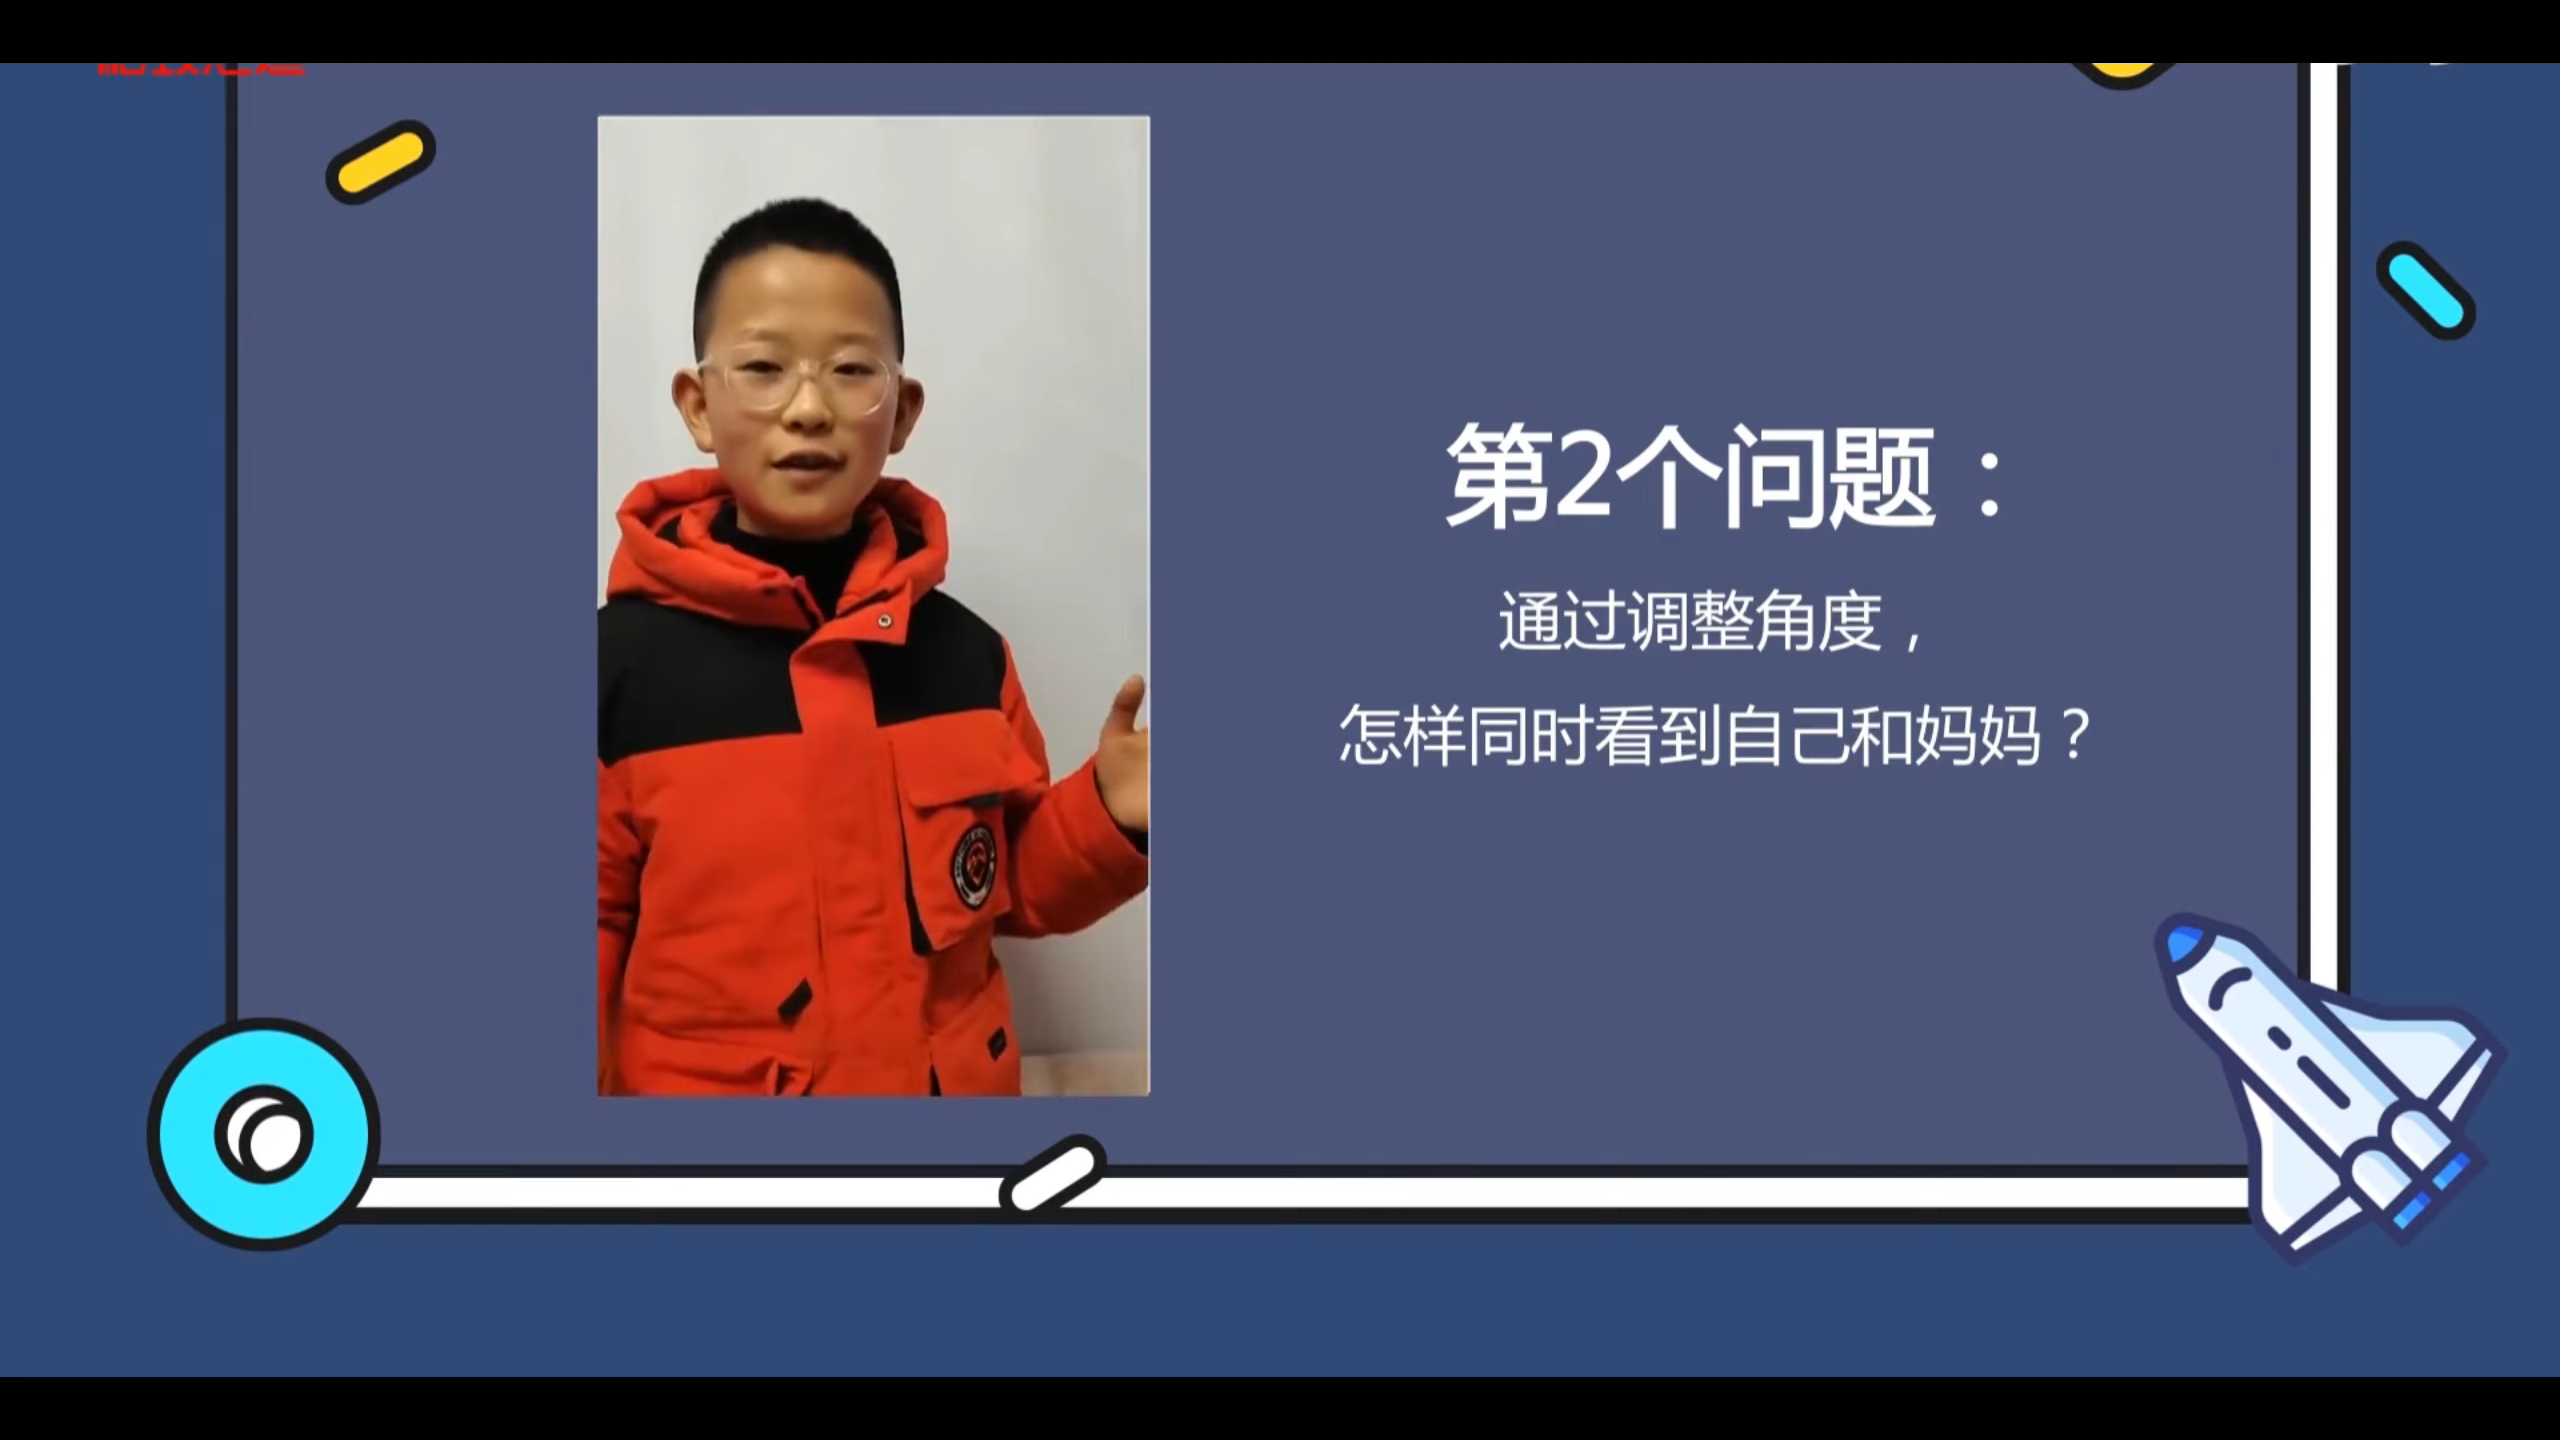 第2个问题：
通过调整角度，
怎样同时看到自己和妈妈？